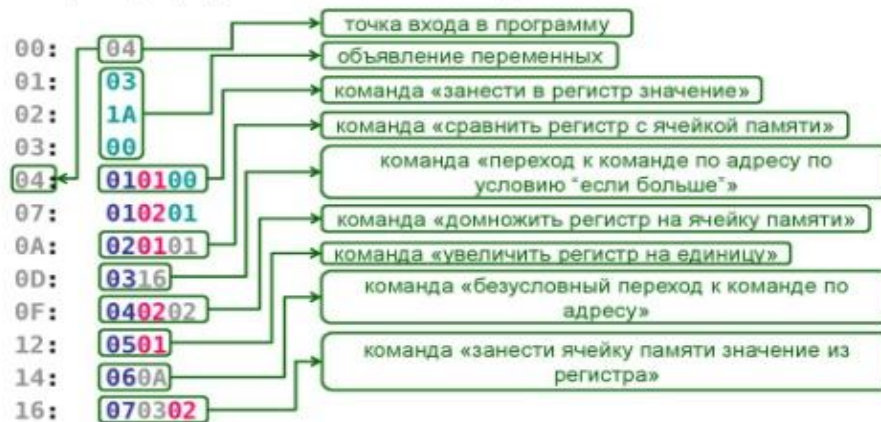 точка входа в программу
00: 04
объявление переменных
01: 03
команда «занести в регистр значение»
02: 1A
команда «сравнить регистр с ячейкой памяти»
03: 00
команда «переход к команде по адресу по
условию "если больше"»
04: 010100
07: 010201
команда «домножить регистр на ячейку памяти»
0A: 020101
команда «увеличить регистр на единицу»
0D: 0316
команда «безусловный переход к команде по
адресу»
0F: 040202
12: 0501
команда «занести ячейку памяти значение из
регистра»
14: 060A
16: 070302